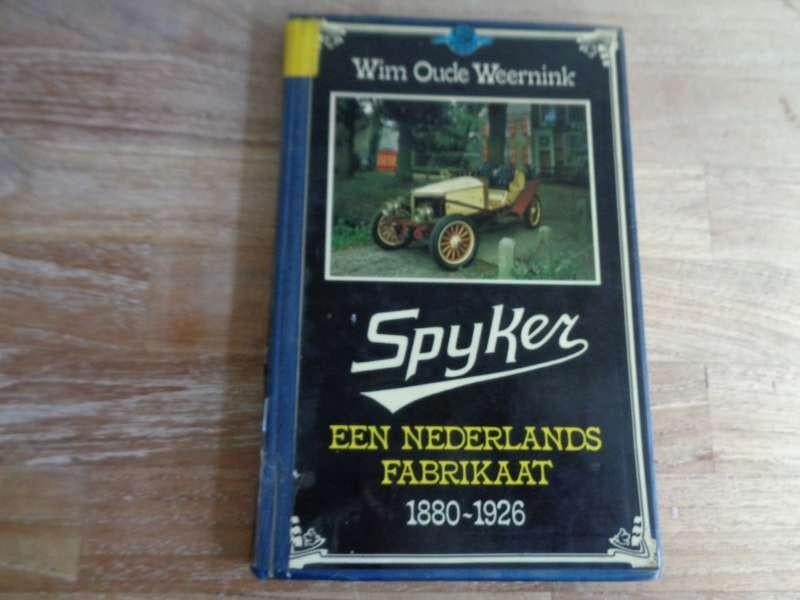 Wim Oude Weernink
Spyker
EEN NEDERLANDS
FABRIKAAT
1880~1926